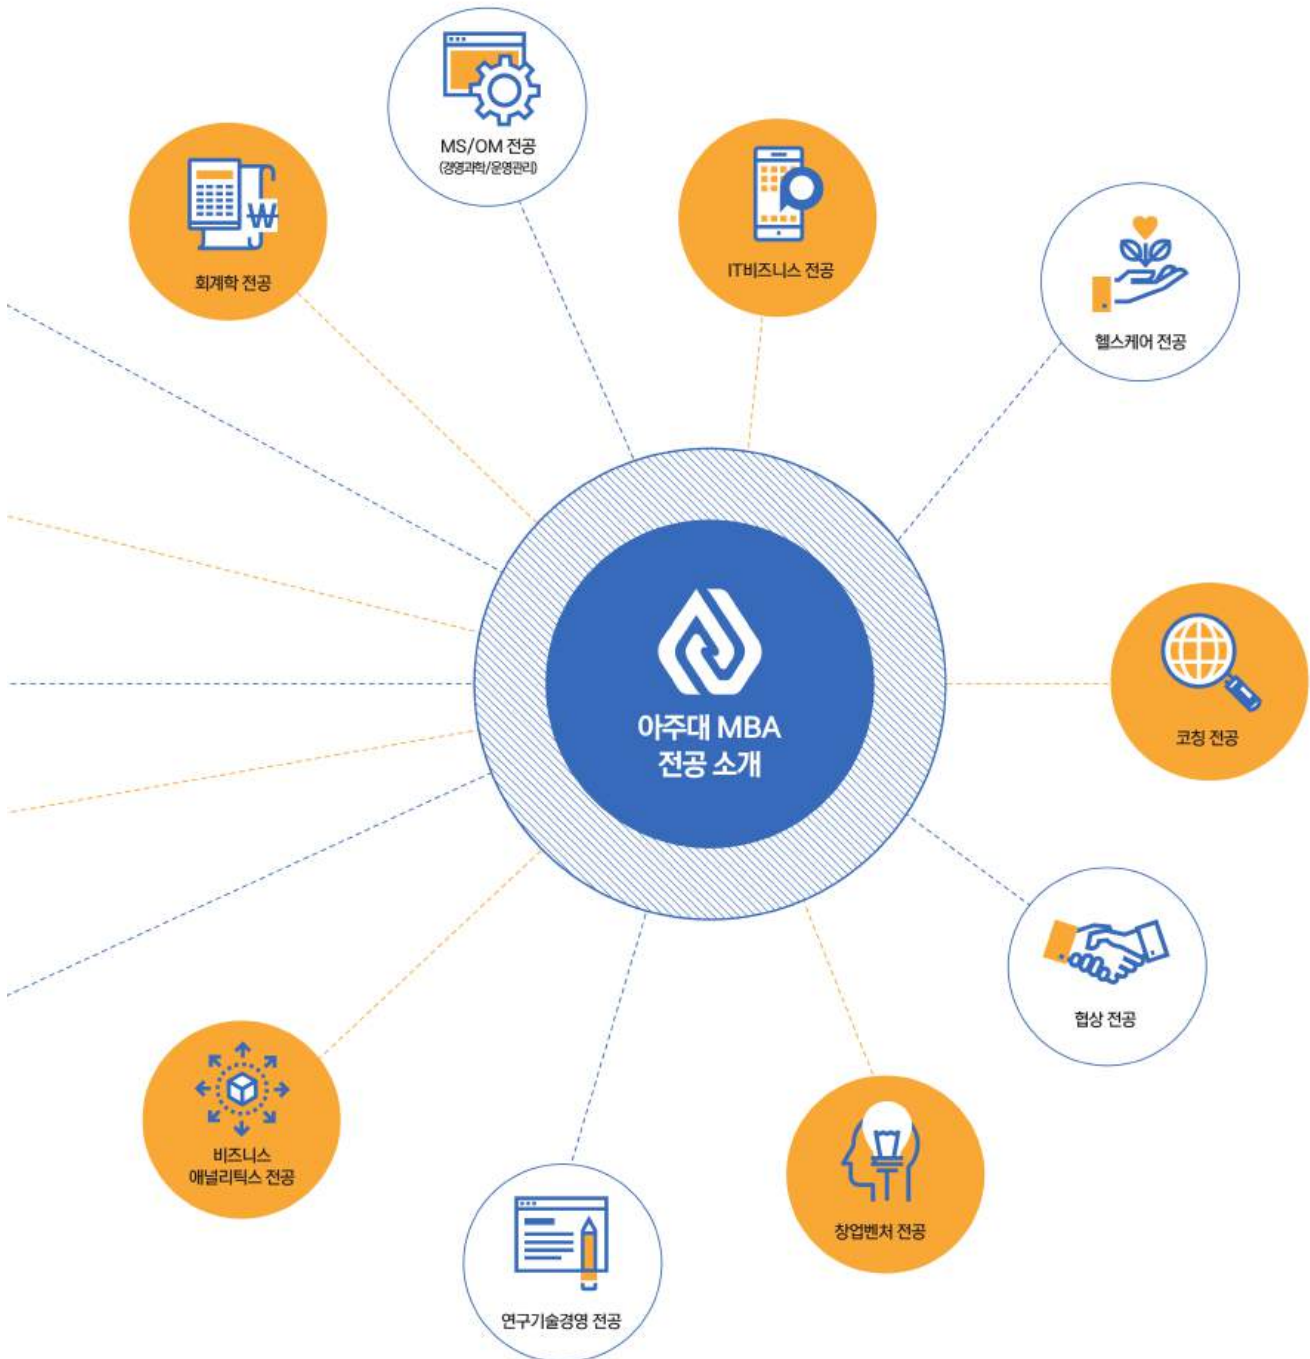 MS/OM 전공
(경영과학/운영관리)
IT비즈니스 전공
회계학 전공
헬스케어 전공
아주대 MBA
전공 소개
코칭 전공
협상 전공
비즈니스
애널리틱스 전공
창업벤처 전공
연구기술경영 전공